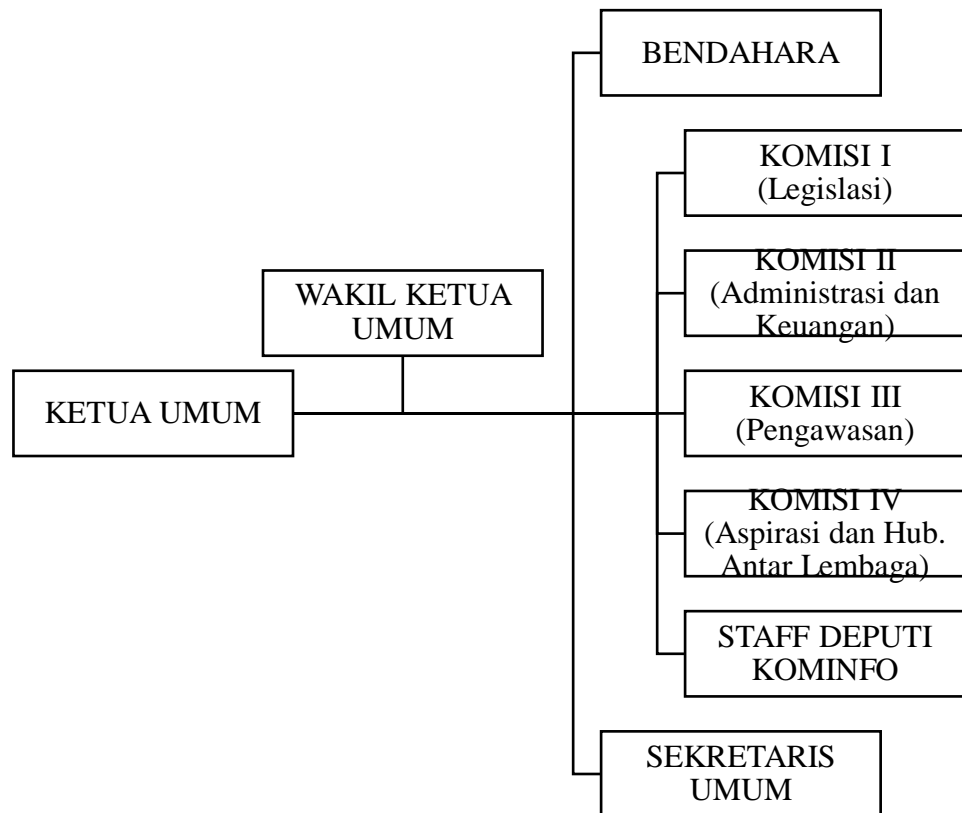 BENDAHARA
KOMISI I
(Legislasi)
KOMISI II
(Administrasi dan
Keuangan)
WAKIL KETUA
UMUM
KETUA UMUM
KOMISI III
(Pengawasan)
KOMISI IV
(Aspirasi dan Hub.
Antar Lembaga)
STAFF DEPUTI
KOMINFO
SEKRETARIS
UMUM